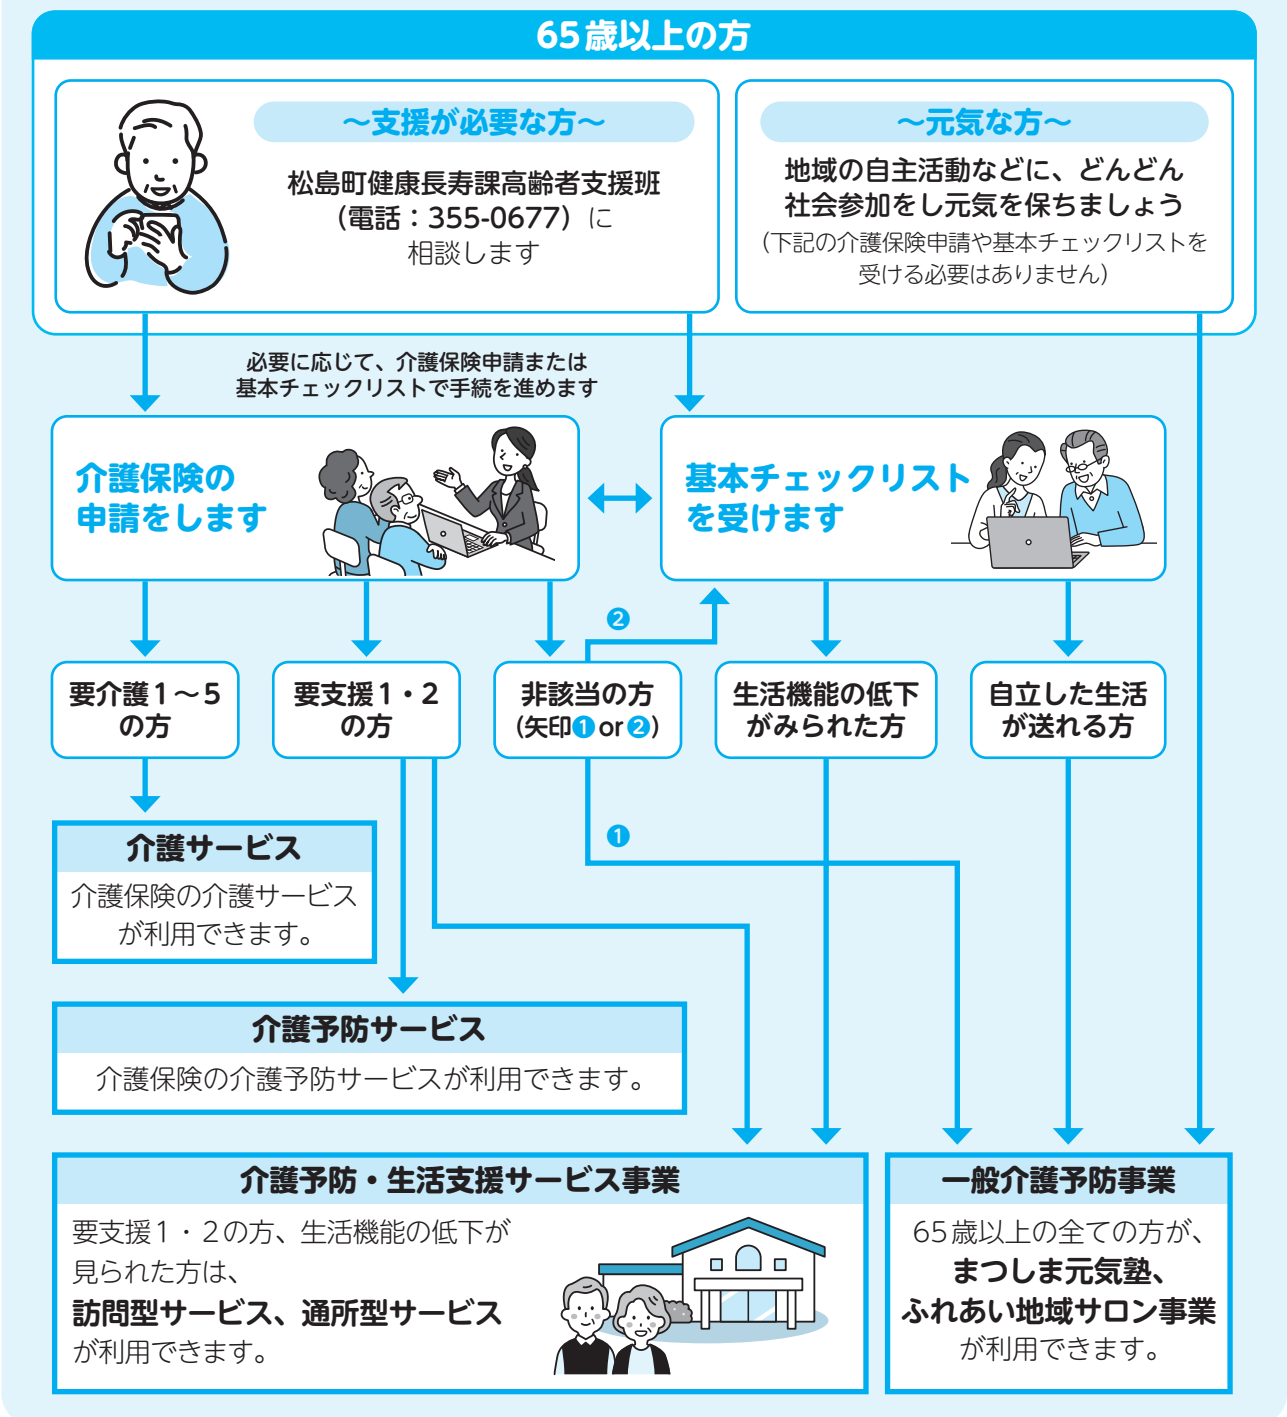 65歳以上の方
～支援が必要な方～
松島町健康長寿課高齢者支援班
（電話：355-0677）に
相談します
～元気な方～
地域の自主活動などに、どんどん
社会参加をし元気を保ちましょう
（下記の介護保険申請や基本チェックリストを
受ける必要はありません）
必要に応じて、介護保険申請または
基本チェックリストで手続を進めます
介護保険の
申請をします
基本チェックリスト
を受けます
❷
要介護１～５
の方
要支援１・２
の方
非該当の方
（矢印❶or❷）
生活機能の低下
がみられた方
自立した生活
が送れる方
❶
介護サービス
介護保険の介護サービス
が利用できます。
介護予防サービス
介護保険の介護予防サービスが利用できます。
介護予防・生活支援サービス事業
要支援１・２の方、生活機能の低下が
見られた方は、
訪問型サービス、通所型サービス
が利用できます。
一般介護予防事業
65歳以上の全ての方が、
まつしま元気塾、
ふれあい地域サロン事業
が利用できます。